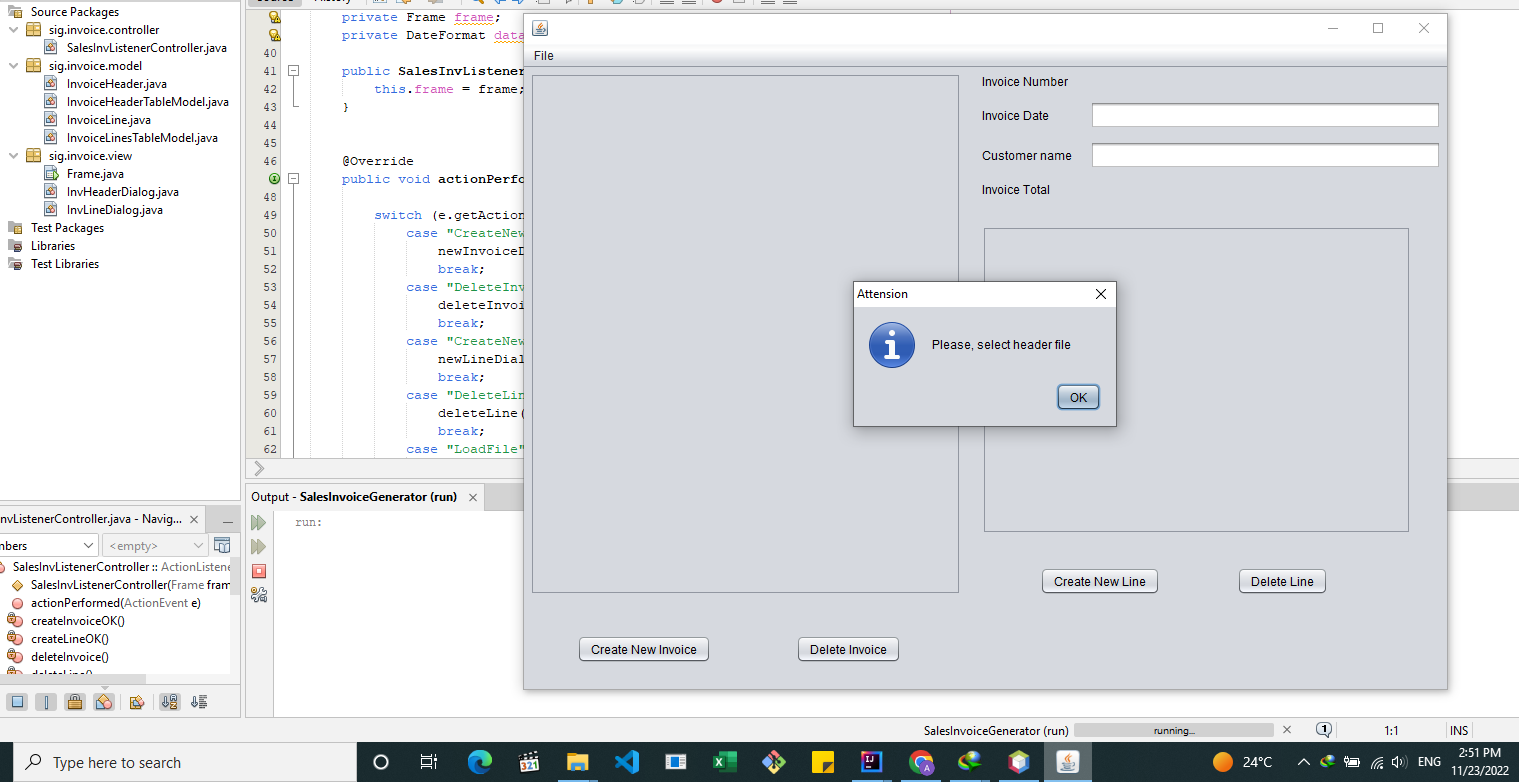 Source Packages
sig.invoice.controller
SalesInvListenerController.java
sig.invoice.model
InvoiceHeader.java
InvoiceHeaderTableModel.java
InvoiceLine.java
InvoiceLinesTableModel.java
sig.invoice.view
Frame.java
InvHeaderDialog.java
InvLineDialog.java
Test Packages
Libraries
Test Libraries
private Frame frame;
private DateFormat data
40
41 public SalesInvListener
42 this.frame = frame;
43 }
44
45
46 @Override
public void actionPerfo
48
49 switch (e.getAction
50 case "CreateNew
51 newInvoiceD
52 break;
53 case "DeleteInv
54 deleteInvoi
55 break;
56 case "CreateNew
57 newLineDial
58 break;
59 case "DeleteLin
60 deleteLine(
61 break;
62 case "LoadFile"
File
Invoice Number
Invoice Date
Customer name
Invoice Total
Attension
Please, select header file
OK
Create New Line
Delete Line
Create New Invoice
Delete Invoice
Output - SalesInvoiceGenerator (run)
run:
nvListenerController.java - Navig...
nbers
<empty>
SalesInvListenerController :: ActionListene
SalesInvListenerController(Frame fram
actionPerformed(ActionEvent e)
createInvoiceOK()
createLineOK()
deleteInvoice()
deleteLine()
SalesInvoiceGenerator (run)
running...
1
1:1
INS
Type here to search
321
24°C
ENG
2:51 PM
11/23/2022